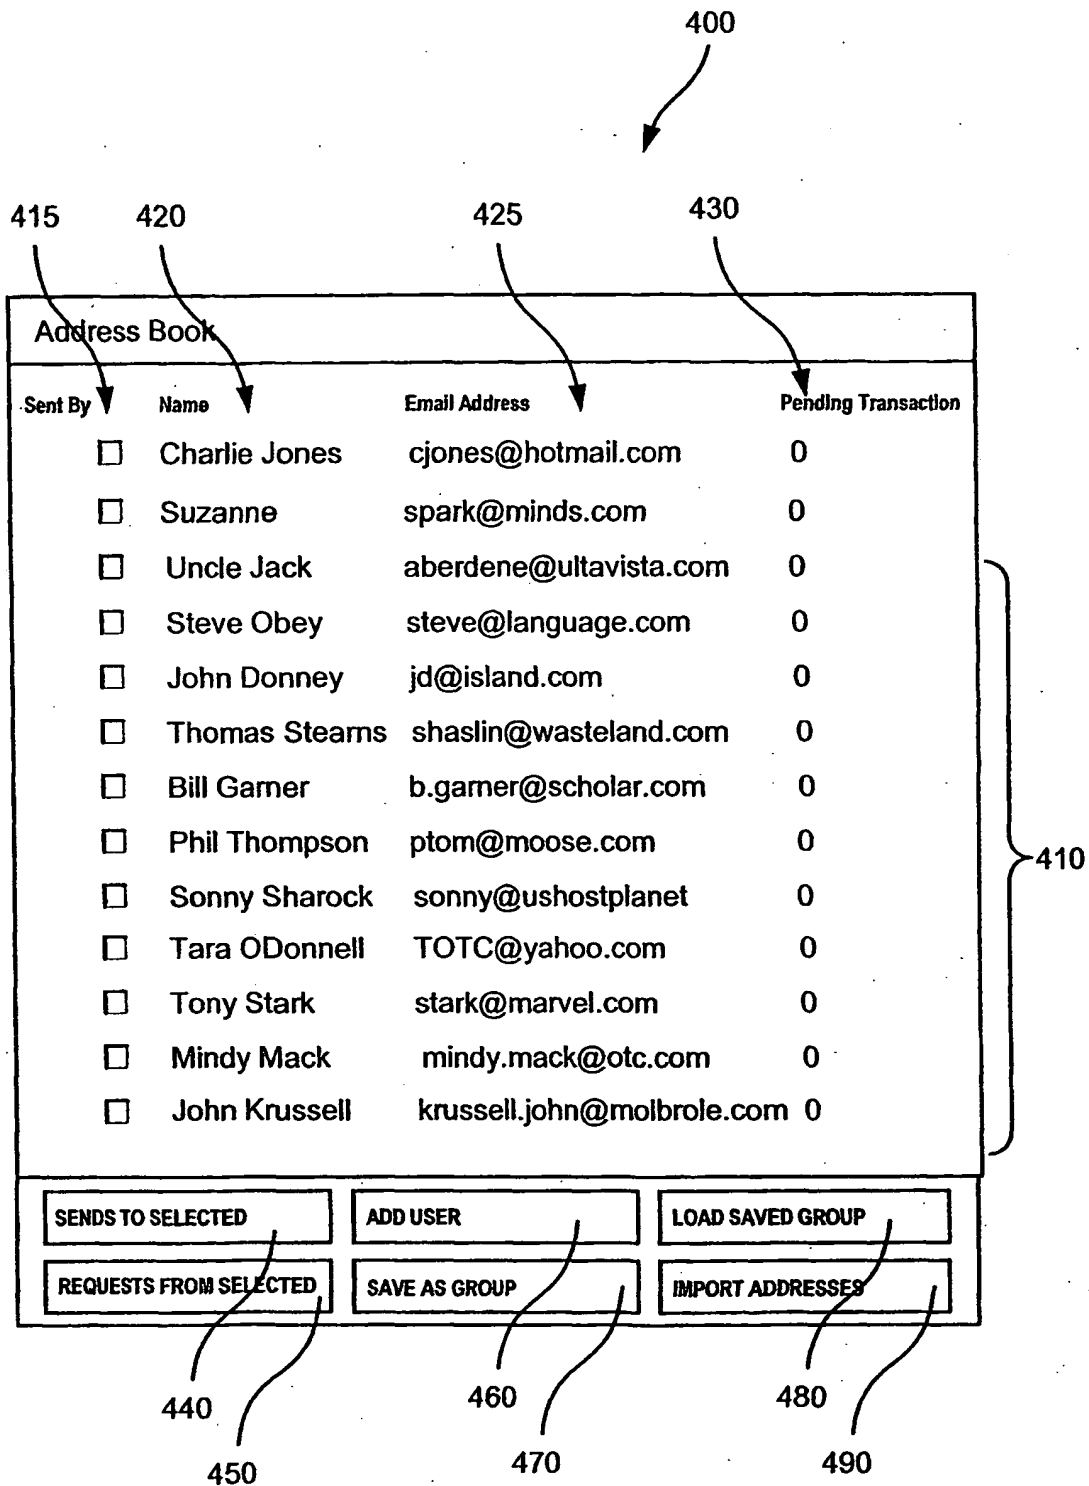 400
415 420 425 430
Address Book
Sent By Name Email Address Pending Transaction
Charlie Jones cjones@hotmail.com 0
Suzanne spark@minds.com 0
Uncle Jack aberdene@ultavista.com 0
Steve Obey steve@language.com 0
John Donney jd@island.com 0
Thomas Stearns shaslin@wasteland.com 0
Bill Garner b.garner@scholar.com 0
Phil Thompson ptom@moose.com 0
410
Sonny Sharock sonny@ushostplanet 0
Tara ODonnell TOTC@yahoo.com 0
Tony Stark stark@marvel.com 0
Mindy Mack mindy.mack@otc.com 0
John Krussell krussell.john@molbrole.com 0
SENDS TO SELECTED ADD USER LOAD SAVED GROUP
REQUESTS FROM SELECTED SAVE AS GROUP IMPORT ADDRESSES
440 460 480
450 470 490